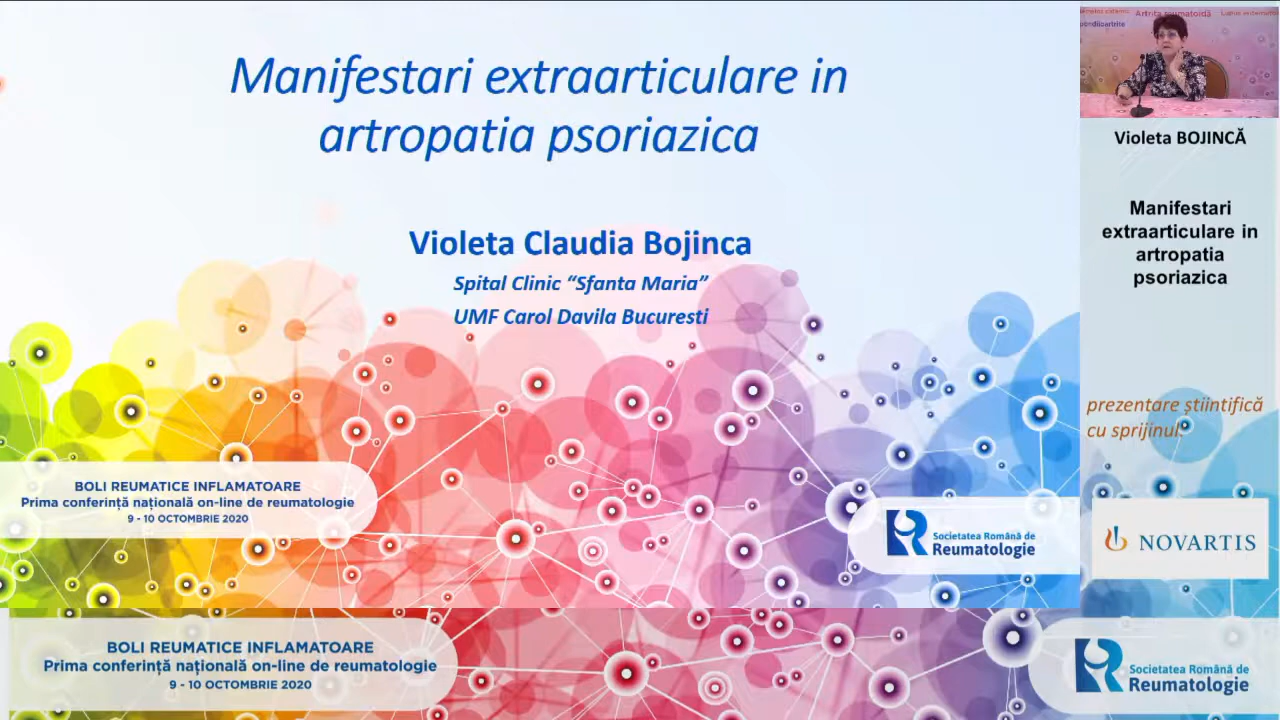 Manifestari extraarticulare in
artropatia psoriazica
Violeta Claudia Bojinca
Spital Clinic “Sfanta Maria”
UMF Carol Davila Bucuresti
BOLI REUMATICE INFLAMATOARE
Prima conferință națională on-line de reumatologie
9 - 10 OCTOMBRIE 2020
Societatea Română de
Reumatologie
Artrita reumatoidă
Violeta BOJINCĂ
Manifestari
extraarticulare in
artropatia
psoriazica
prezentare științifică
cu sprijinul:
NOVARTIS
BOLI REUMATICE INFLAMATOARE
Prima conferință națională on-line de reumatologie
9 - 10 OCTOMBRIE 2020
Societatea Română de
Reumatologie